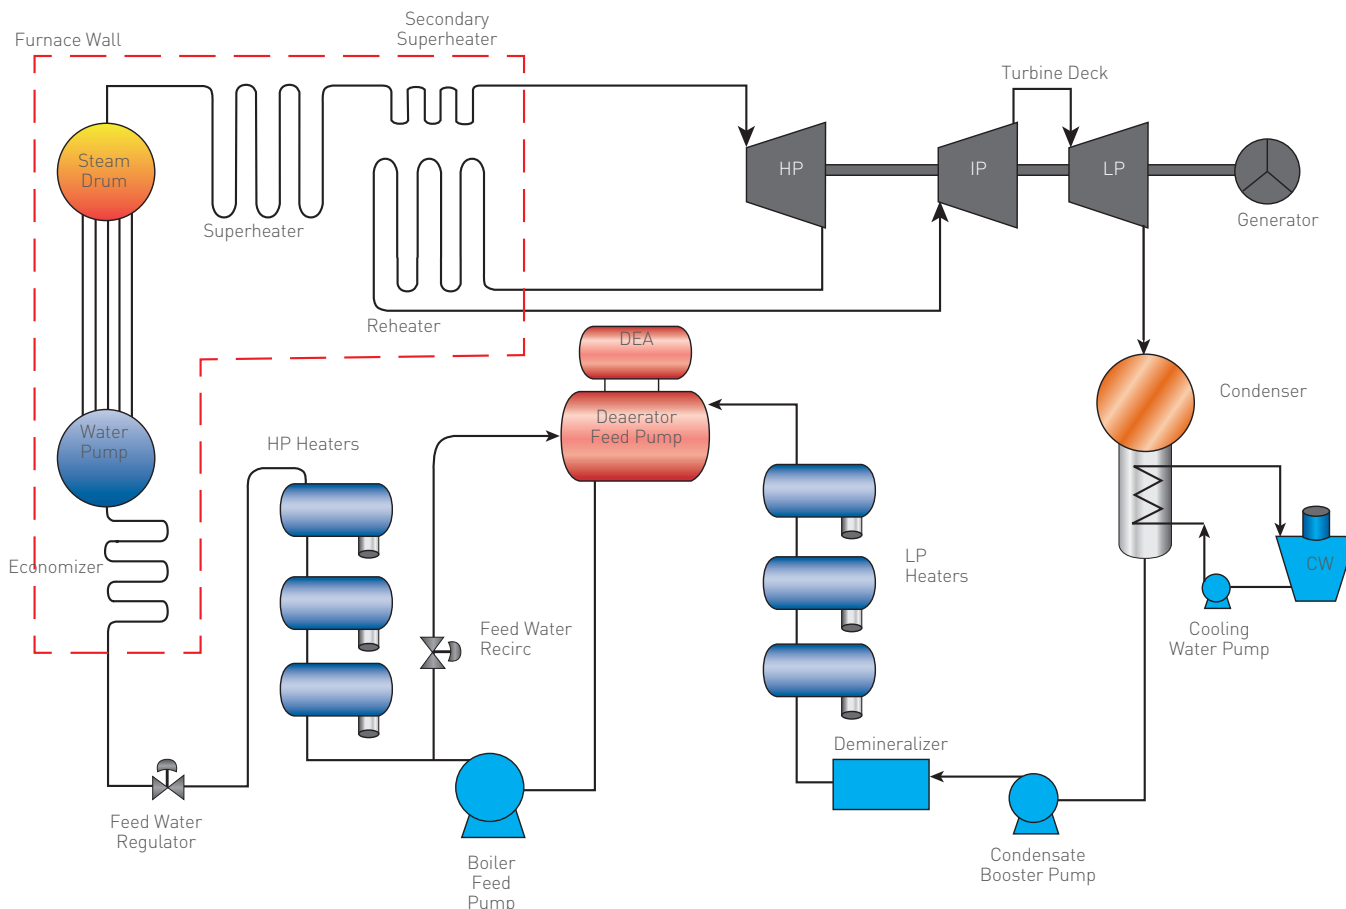 Secondary
Superheater
Furnace Wall
Turbine Deck
Steam
Drum
HP
IP
LP
Generator
Superheater
Reheater
DEA
Condenser
Deaerator
Feed Pump
Water
Pump
HP Heaters
LP
Heaters
Economizer
CW
Feed Water
Recirc
Cooling
Water Pump
Demineralizer
Feed Water
Regulator
Condensate
Booster Pump
Boiler
Feed
Pump